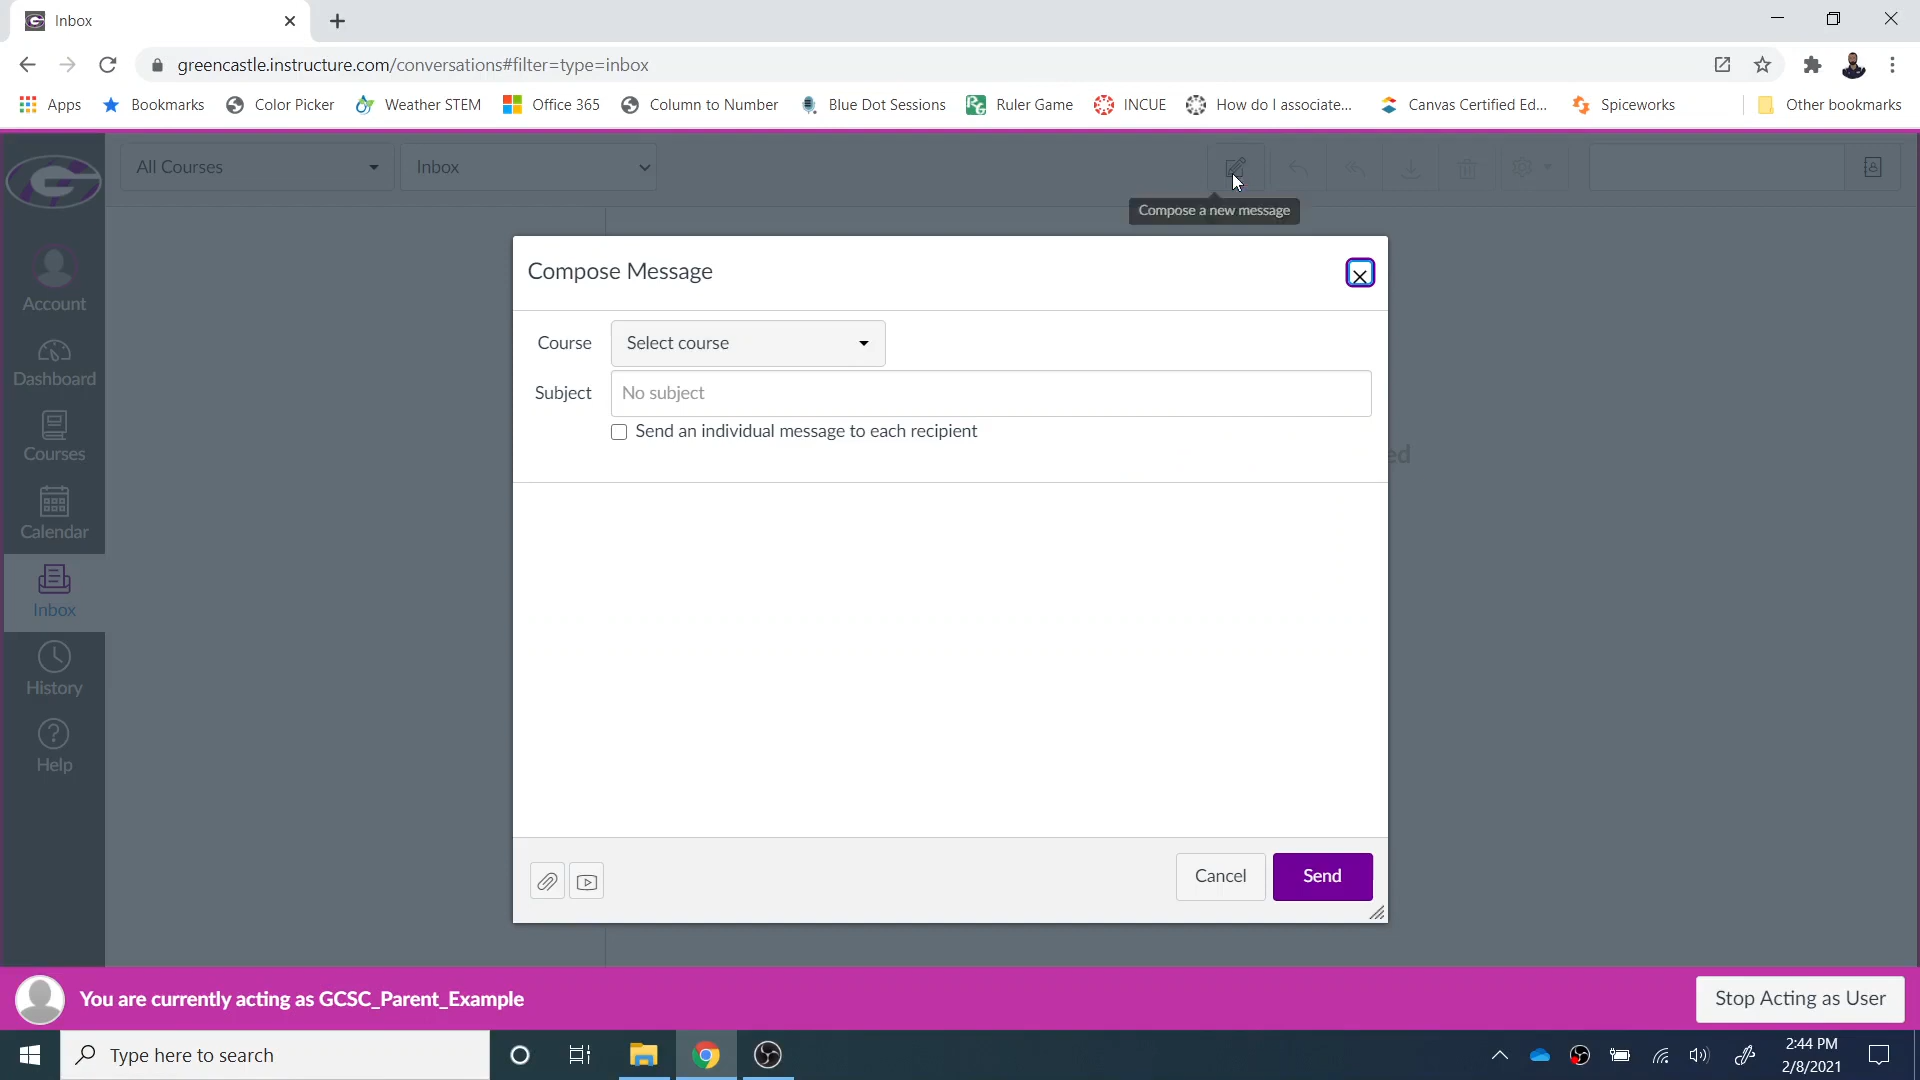 Inbox
greencastle.instructure.com/conversations#filter=type=inbox
Apps Bookmarks Color Picker Weather STEM Office 365 Column to Number Blue Dot Sessions Ruler Game INCUE How do I associate... Canvas Certified Ed... Spiceworks Other bookmarks
All Courses Inbox
Compose a new message
Account
Dashboard
Courses
Calendar
Inbox
History
Help
Compose Message
Course Select course
Subject No subject
Send an individual message to each recipient
ed
Cancel Send
You are currently acting as GCSC_Parent_Example
Stop Acting as User
Type here to search
2:44 PM
2/8/2021